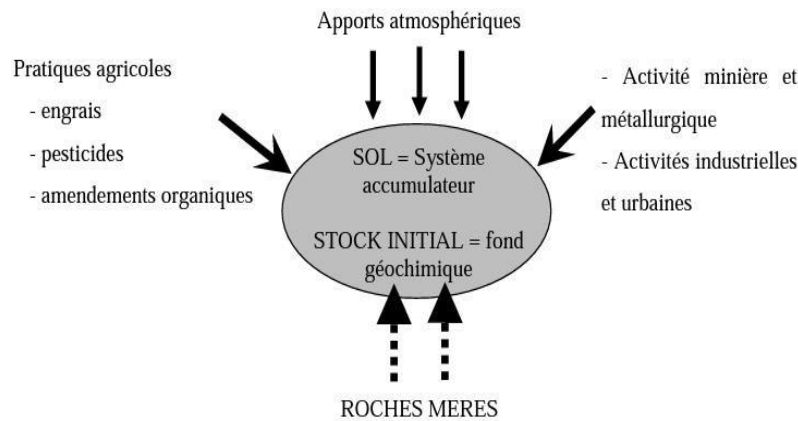 Apports atmosphériques
Pratiques agricoles
- engrais
- pesticides
- amendements organiques
- Activité minière et
métallurgique
- Activités industrielles
et urbaines
SOL = Système
accumulateur
STOCK INITIAL = fond
géochimique
ROCHES MERES